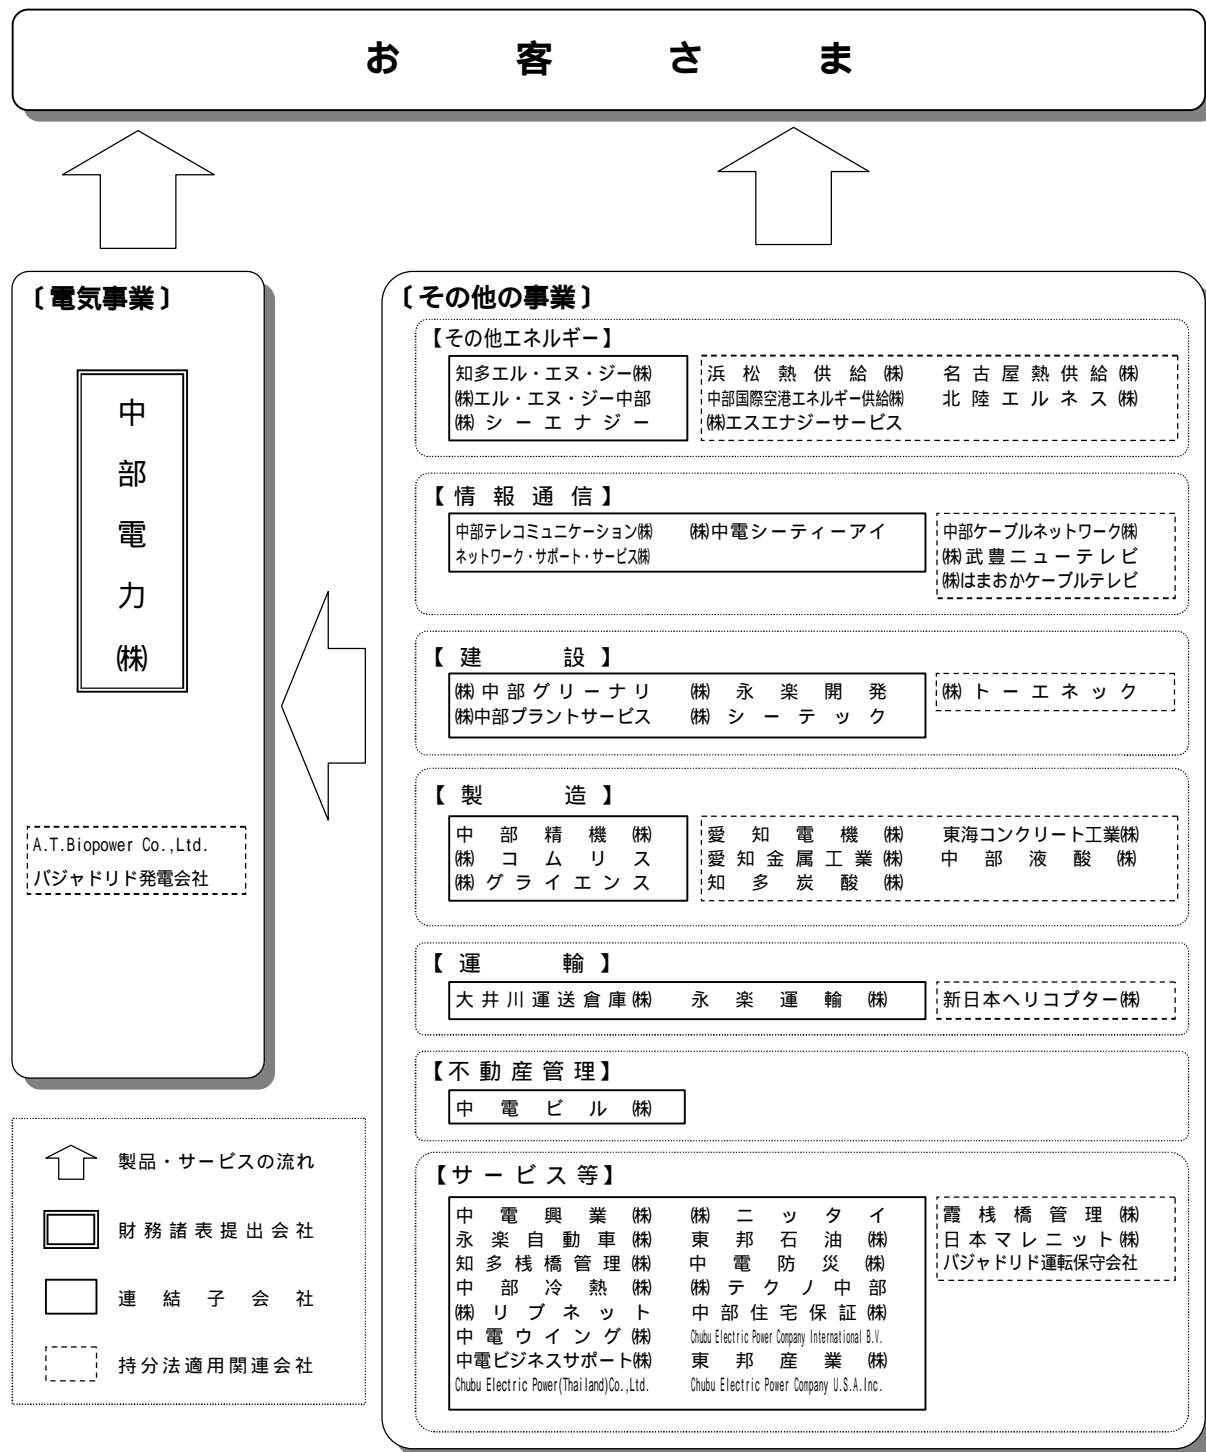 お客さま
〔電気事業〕
中部電力㈱
A.T.Biopower Co.,Ltd.
バジャドリド発電会社
製品・サービスの流れ
財務諸表提出会社
連結子会社
持分法適用関連会社
〔その他の事業〕
【その他エネルギー】
知多エル・エヌ・ジー㈱
㈱エル・エヌ・ジー中部
㈱シーエナジー
浜松熱供給㈱ 名古屋熱供給㈱
中部国際空港エネルギー供給㈱ 北陸エルネス㈱
㈱エスエナジーサービス
【情報通信】
中部テレコミュニケーション㈱ ㈱中電シーティーアイ
ネットワーク・サポート・サービス㈱
中部ケーブルネットワーク㈱
㈱武豊ニューテレビ
㈱はまおかケーブルテレビ
【建設】
㈱中部グリーナリ ㈱永楽開発
㈱中部プラントサービス ㈱シーテック
㈱トーエネック
【製造】
中部精機㈱
㈱コムリス
㈱グライエンス
愛知電機㈱ 東海コンクリート工業㈱
愛知金属工業㈱ 中部液酸㈱
知多炭酸㈱
【運輸】
大井川運送倉庫㈱ 永楽運輸㈱
新日本ヘリコプター㈱
【不動産管理】
中電ビル㈱
【サービス等】
中電興業㈱ ㈱ニッタイ
永楽自動車㈱ 東邦石油㈱
知多桟橋管理㈱ 中電防災㈱
中部冷熱㈱ ㈱テクノ中部
㈱リブネット 中部住宅保証㈱
中電ウイング㈱ Chubu Electric Power Company International B.V.
中電ビジネスサポート㈱ 東邦産業㈱
Chubu Electric Power(Thailand)Co.,Ltd. Chubu Electric Power Company U.S.A.Inc.
霞桟橋管理㈱
日本マレニット㈱
バジャドリド運転保守会社